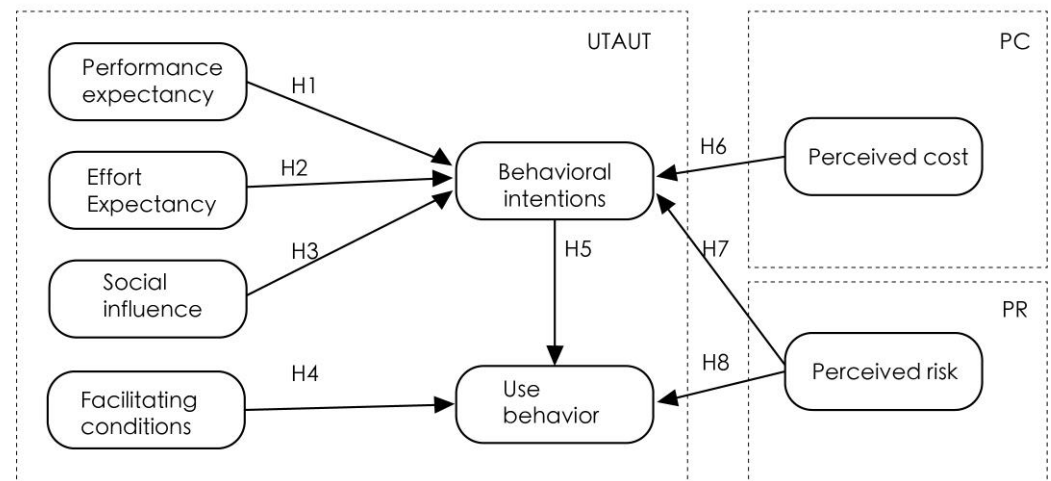 UTAUT
PC
Performance
expectancy
H1
Effort
Expectancy
H2
Behavioral
intentions
H6
Perceived cost
Social
influence
H3
H5
H7
PR
Facilitating
conditions
H4
Use
behavior
H8
Perceived risk